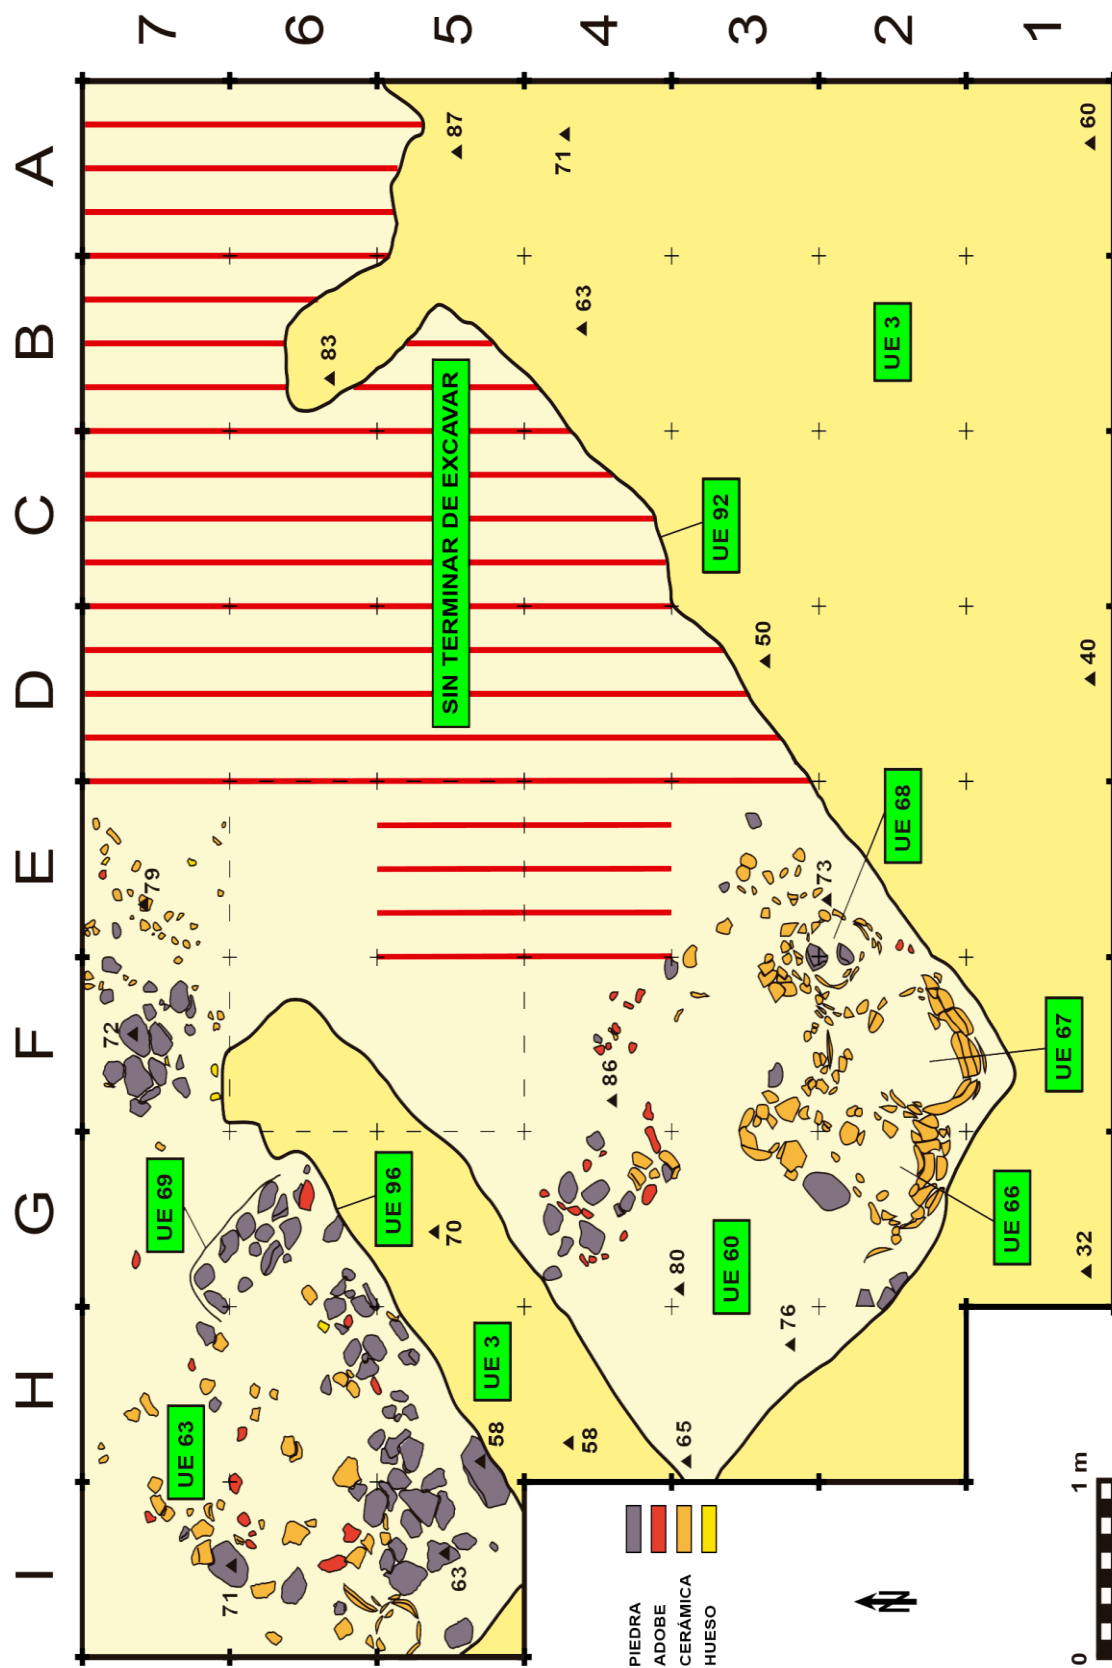 I H G F E D C B A
72
79
7
UE 69
UE 63
71
6
83
UE 96
SIN TERMINAR DE EXCAVAR
63
70
87
5
UE 3
58
71
63
58
86
4
PIEDRA
ADOBE
CERÁMICA
HUESO
65
80
UE 60
UE 92
3
50
76
73
N
UE 68
UE 3
2
UE 66
UE 67
1
0 1 m
32
40
60